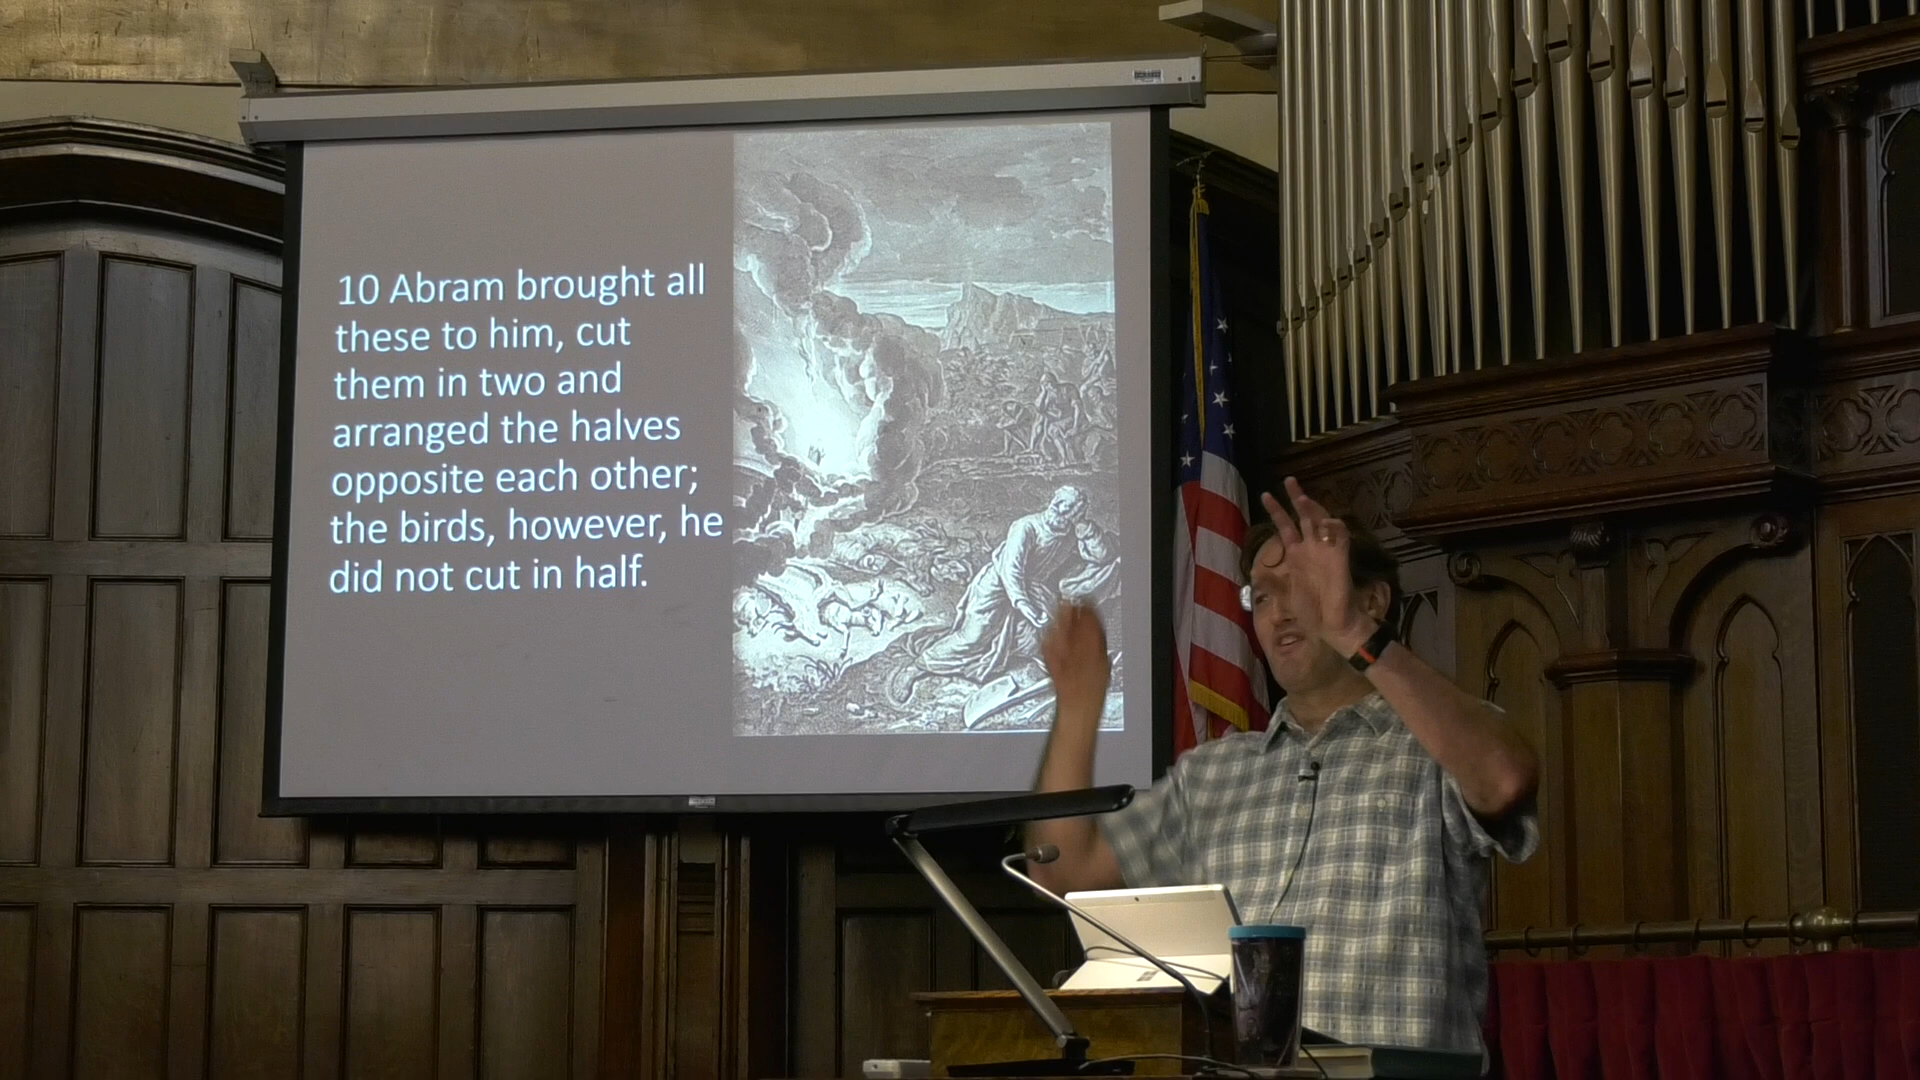 10 Abram brought all
these to him, cut
them in two and
arranged the halves
opposite each other;
the birds, however, he
did not cut in half.